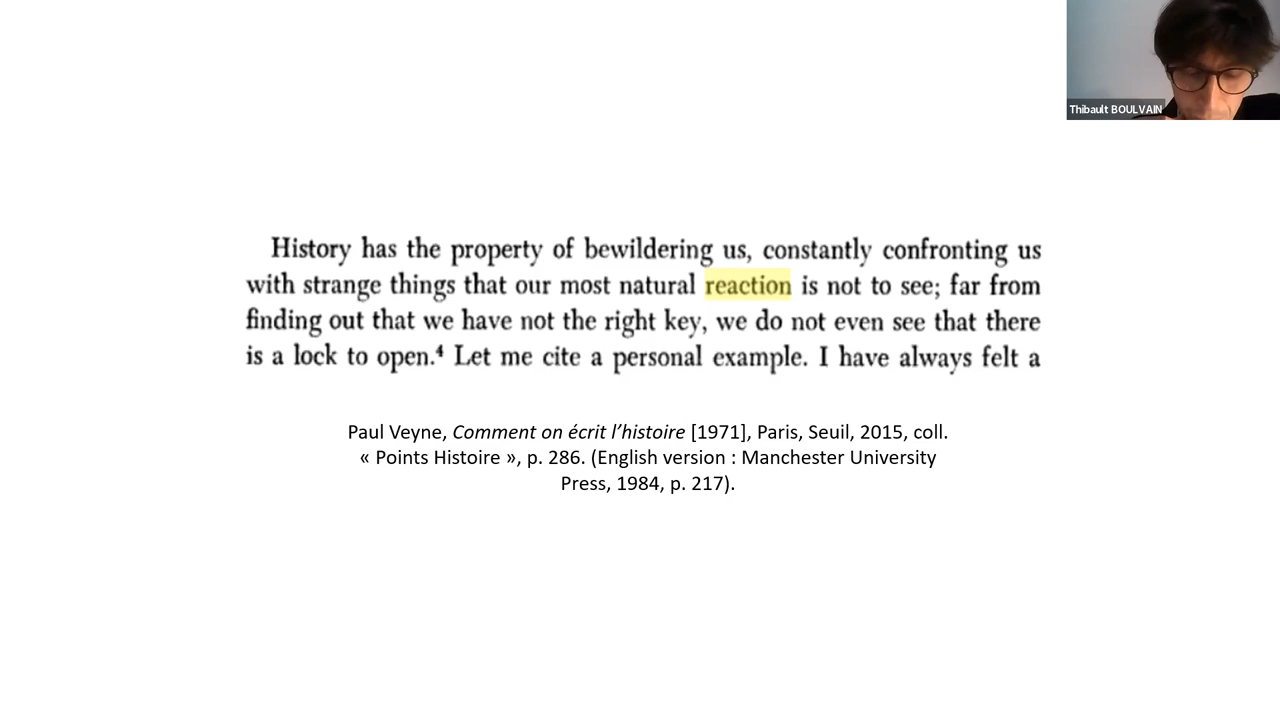 Thibault BOULVAIN
History has the property of bewildering us, constantly confronting us
with strange things that our most natural reaction is not to see; far from
finding out that we have not the right key, we do not even see that there
is a lock to open.⁴ Let me cite a personal example. I have always felt a
Paul Veyne, Comment on écrit l’histoire [1971], Paris, Seuil, 2015, coll.
« Points Histoire », p. 286. (English version : Manchester University
Press, 1984, p. 217).